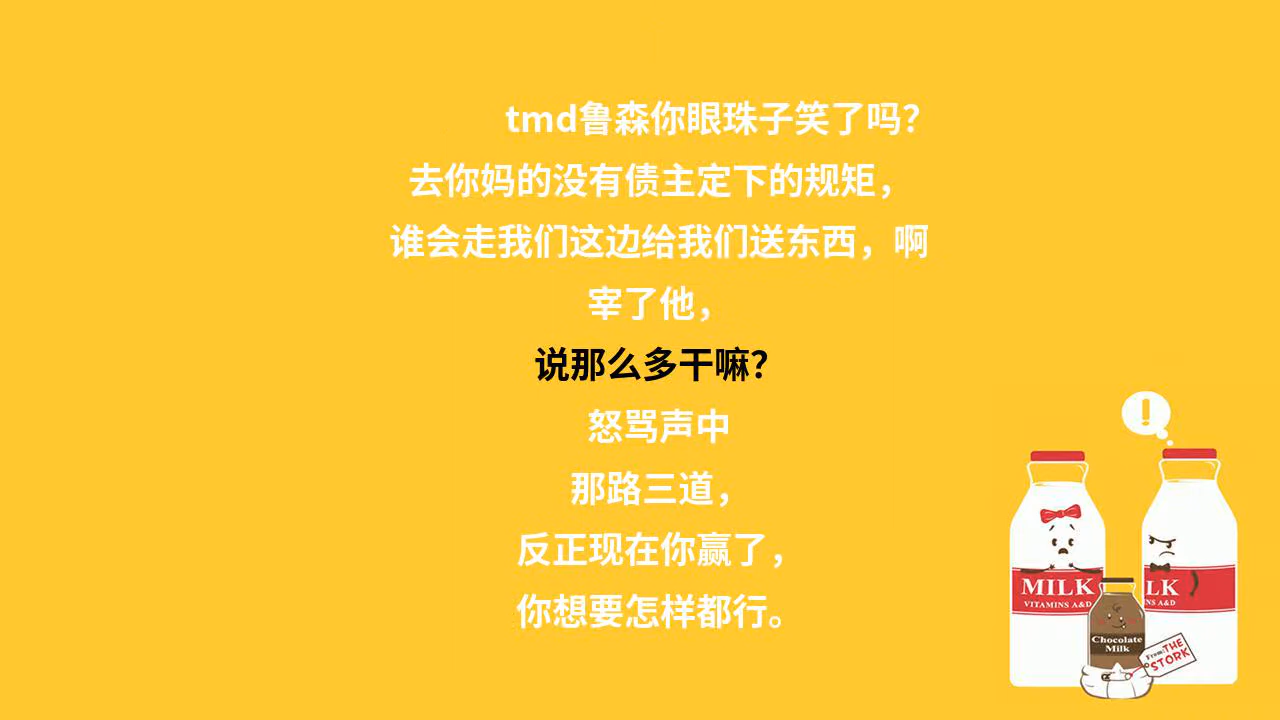 tmd鲁森你眼珠子笑了吗?
去你妈的没有债主定下的规矩，
谁会走我们这边给我们送东西，啊
宰了他，
说那么多干嘛?
怒骂声中
那路三道，
反正现在你赢了，
你想要怎样都行。
!
MILK
VITAMINS A&D
LK
NS A&D
Chocolate
Milk
From: THE
STORK